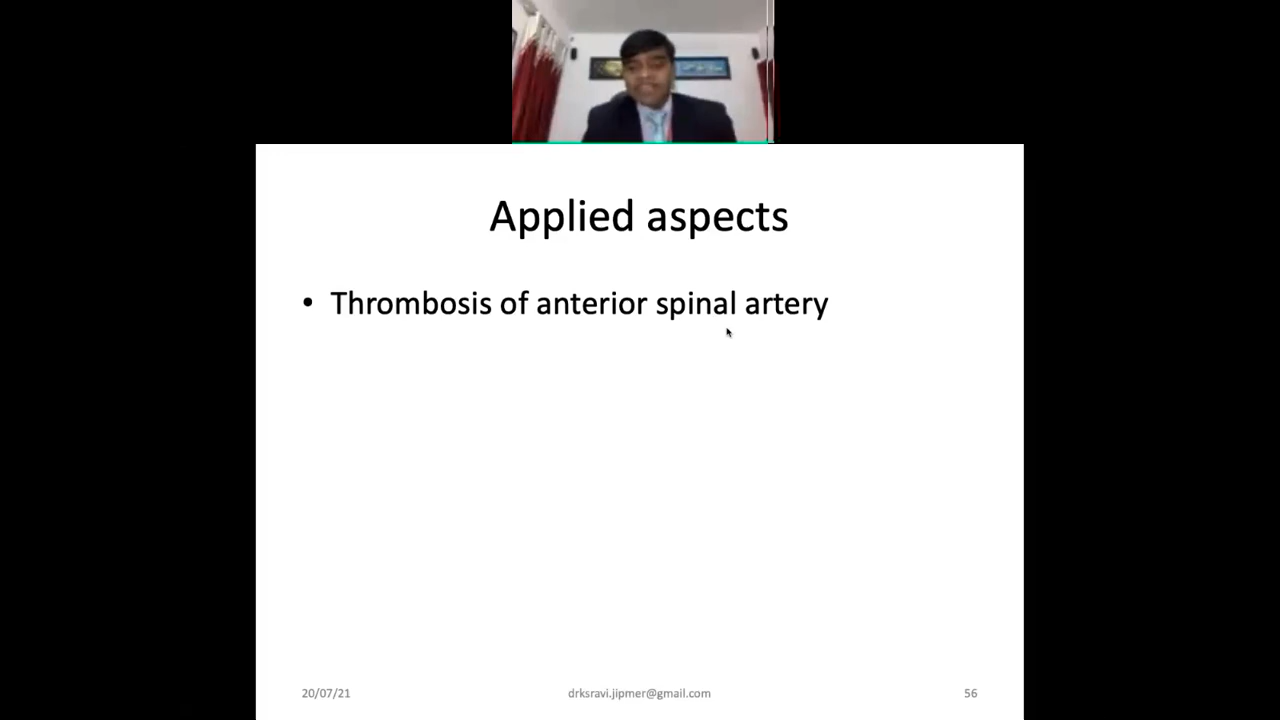 Applied aspects
• Thrombosis of anterior spinal artery
20/07/21
drksravi.jipmer@gmail.com
56